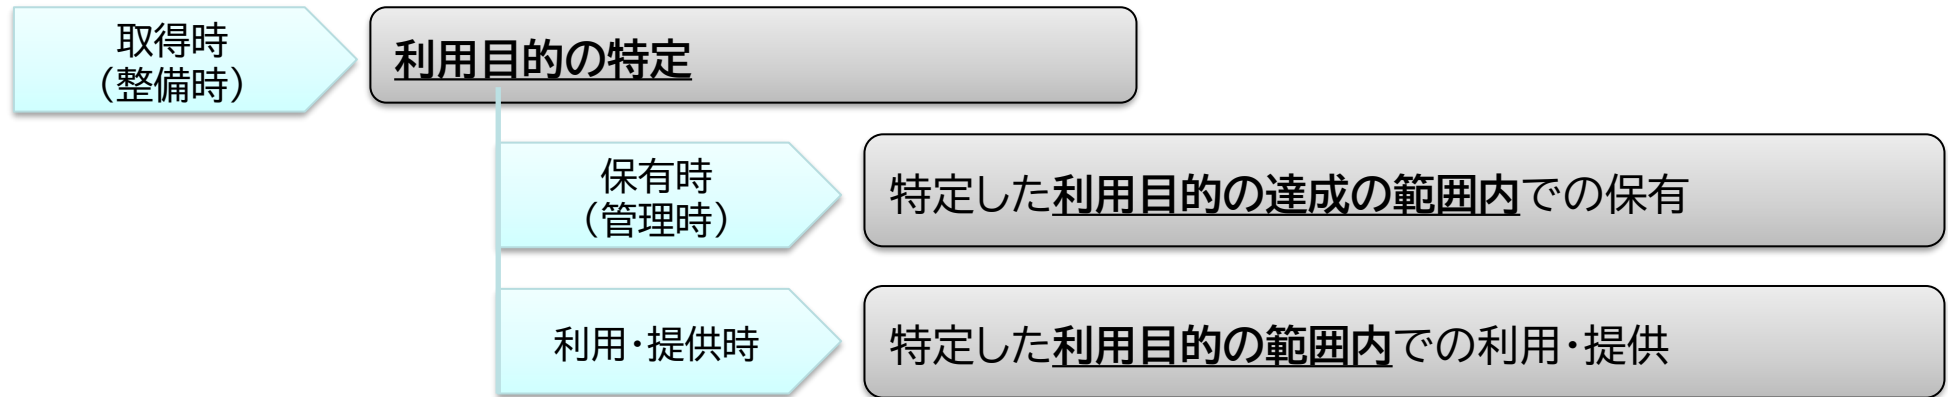 取得時
（整備時）
利用目的の特定
保有時
（管理時）
特定した利用目的の達成の範囲内での保有
利用・提供時
特定した利用目的の範囲内での利用・提供